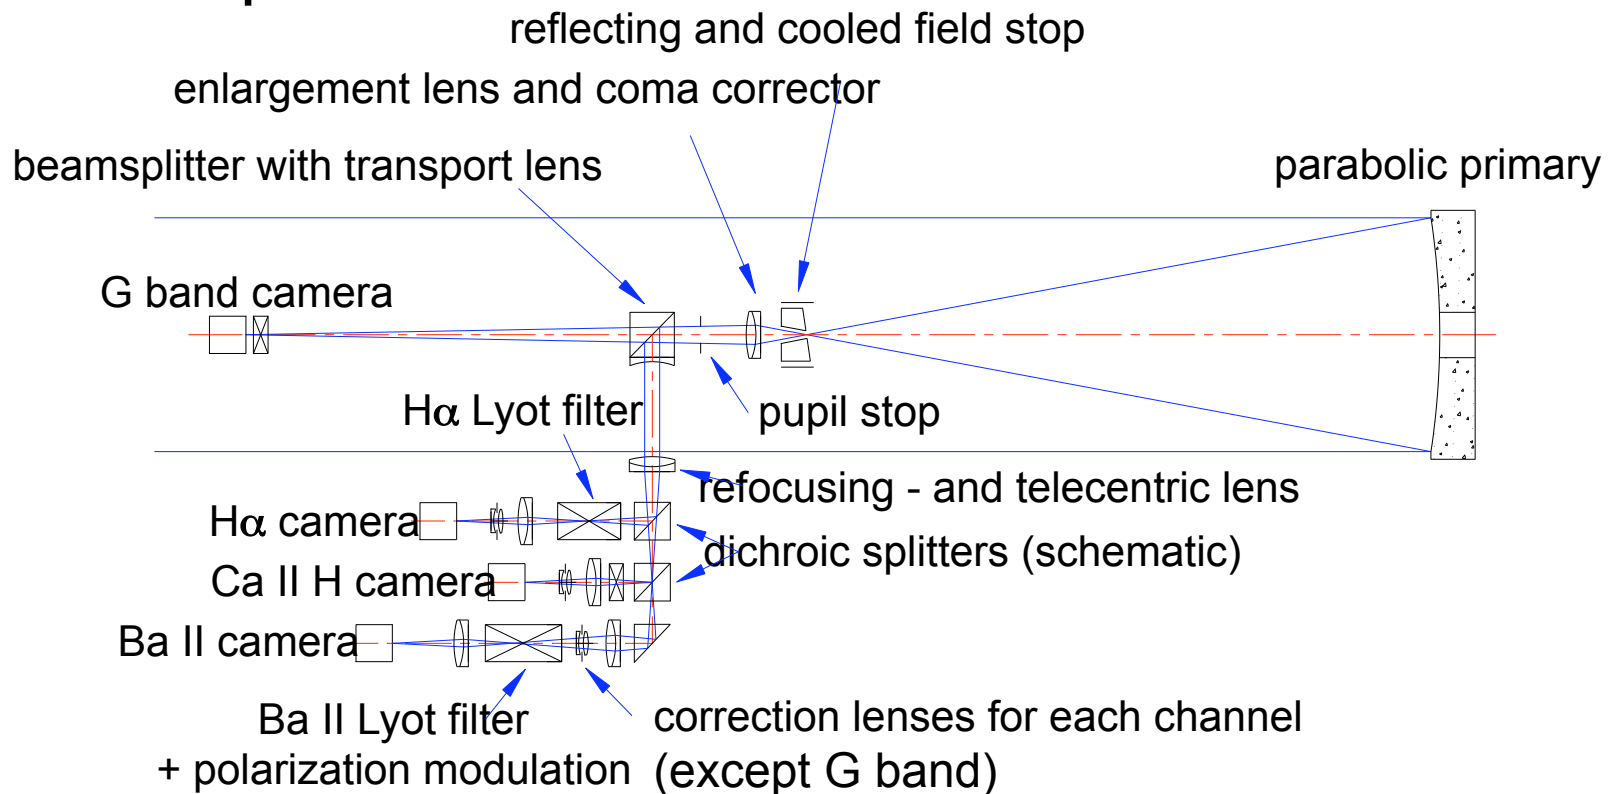 reflecting and cooled field stop
enlargement lens and coma corrector
beamsplitter with transport lens
parabolic primary
G band camera
Hα Lyot filter
pupil stop
refocusing - and telecentric lens
Hα camera
dichroic splitters (schematic)
Ca II H camera
Ba II camera
Ba II Lyot filter
+ polarization modulation
correction lenses for each channel
(except G band)